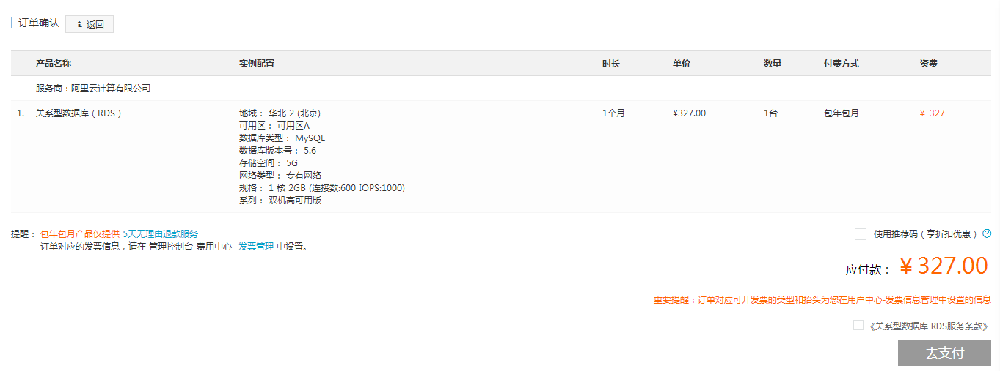 订单确认 返回
产品名称 实例配置 时长 单价 数量 付费方式 资费
服务商：阿里云计算有限公司
1. 关系型数据库（RDS） 地域： 华北 2 (北京) 1个月 ¥327.00 1台 包年包月 ¥ 327
可用区： 可用区A
数据库类型： MySQL
数据库版本号： 5.6
存储空间： 5G
网络类型： 专有网络
规格： 1 核 2GB (连接数:600 IOPS:1000)
系列： 双机高可用版
提醒： 包年包月产品仅提供 5天无理由退款服务 使用推荐码（享折扣优惠）
订单对应的发票信息，请在 管理控制台-费用中心- 发票管理 中设置。
应付款： ¥ 327.00
重要提醒：订单对应可开发票的类型和抬头为您在用户中心-发票信息管理中设置的信息
《关系型数据库 RDS服务条款》
去支付